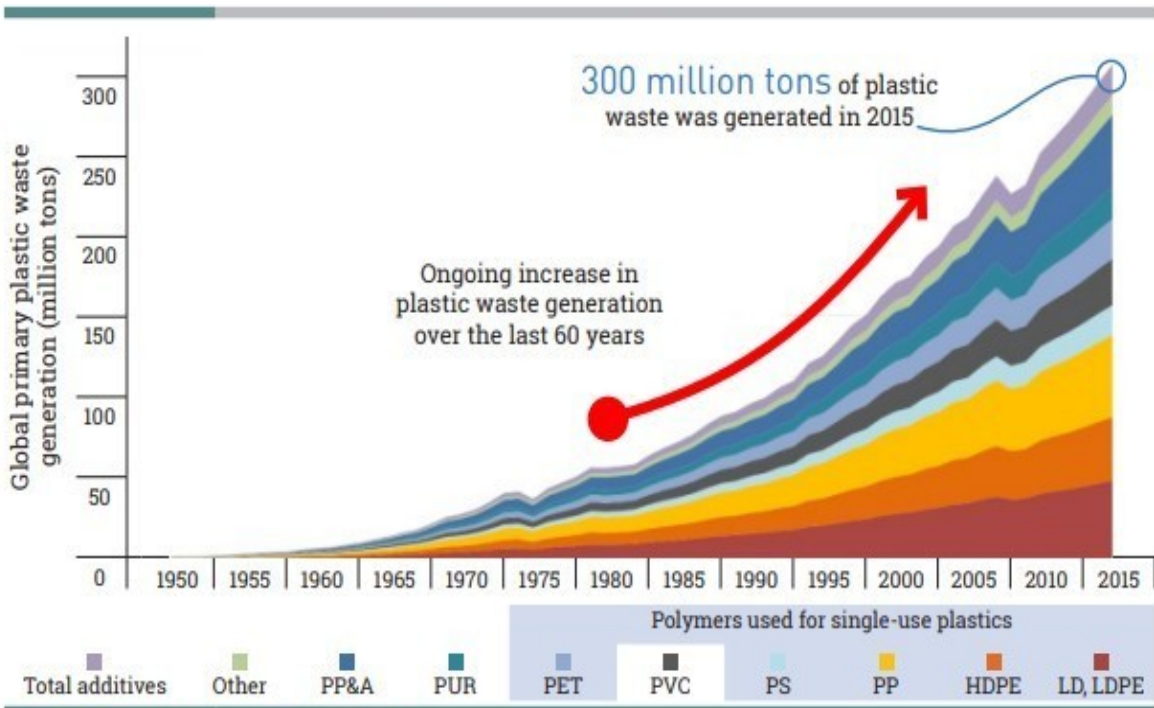 300 million tons of plastic
waste was generated in 2015
Ongoing increase in
plastic waste generation
over the last 60 years
Global primary plastic waste
generation (million tons)
300
250
200
150
100
50
0
1950 1955 1960 1965 1970 1975 1980 1985 1990 1995 2000 2005 2010 2015
Polymers used for single-use plastics
Total additives Other PP&A PUR PET PVC PS PP HDPE LD, LDPE